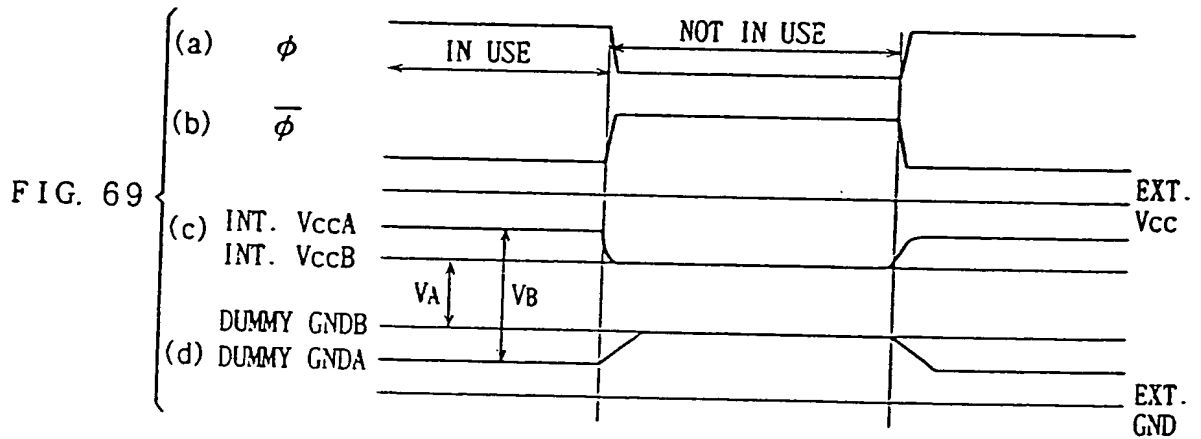 FIG. 69
(a) φ
IN USE
NOT IN USE
(b) φ̅
EXT.
Vcc
(c) INT. VccA
INT. VccB
VA
VB
DUMMY GNDB
(d) DUMMY GNDA
EXT.
GND